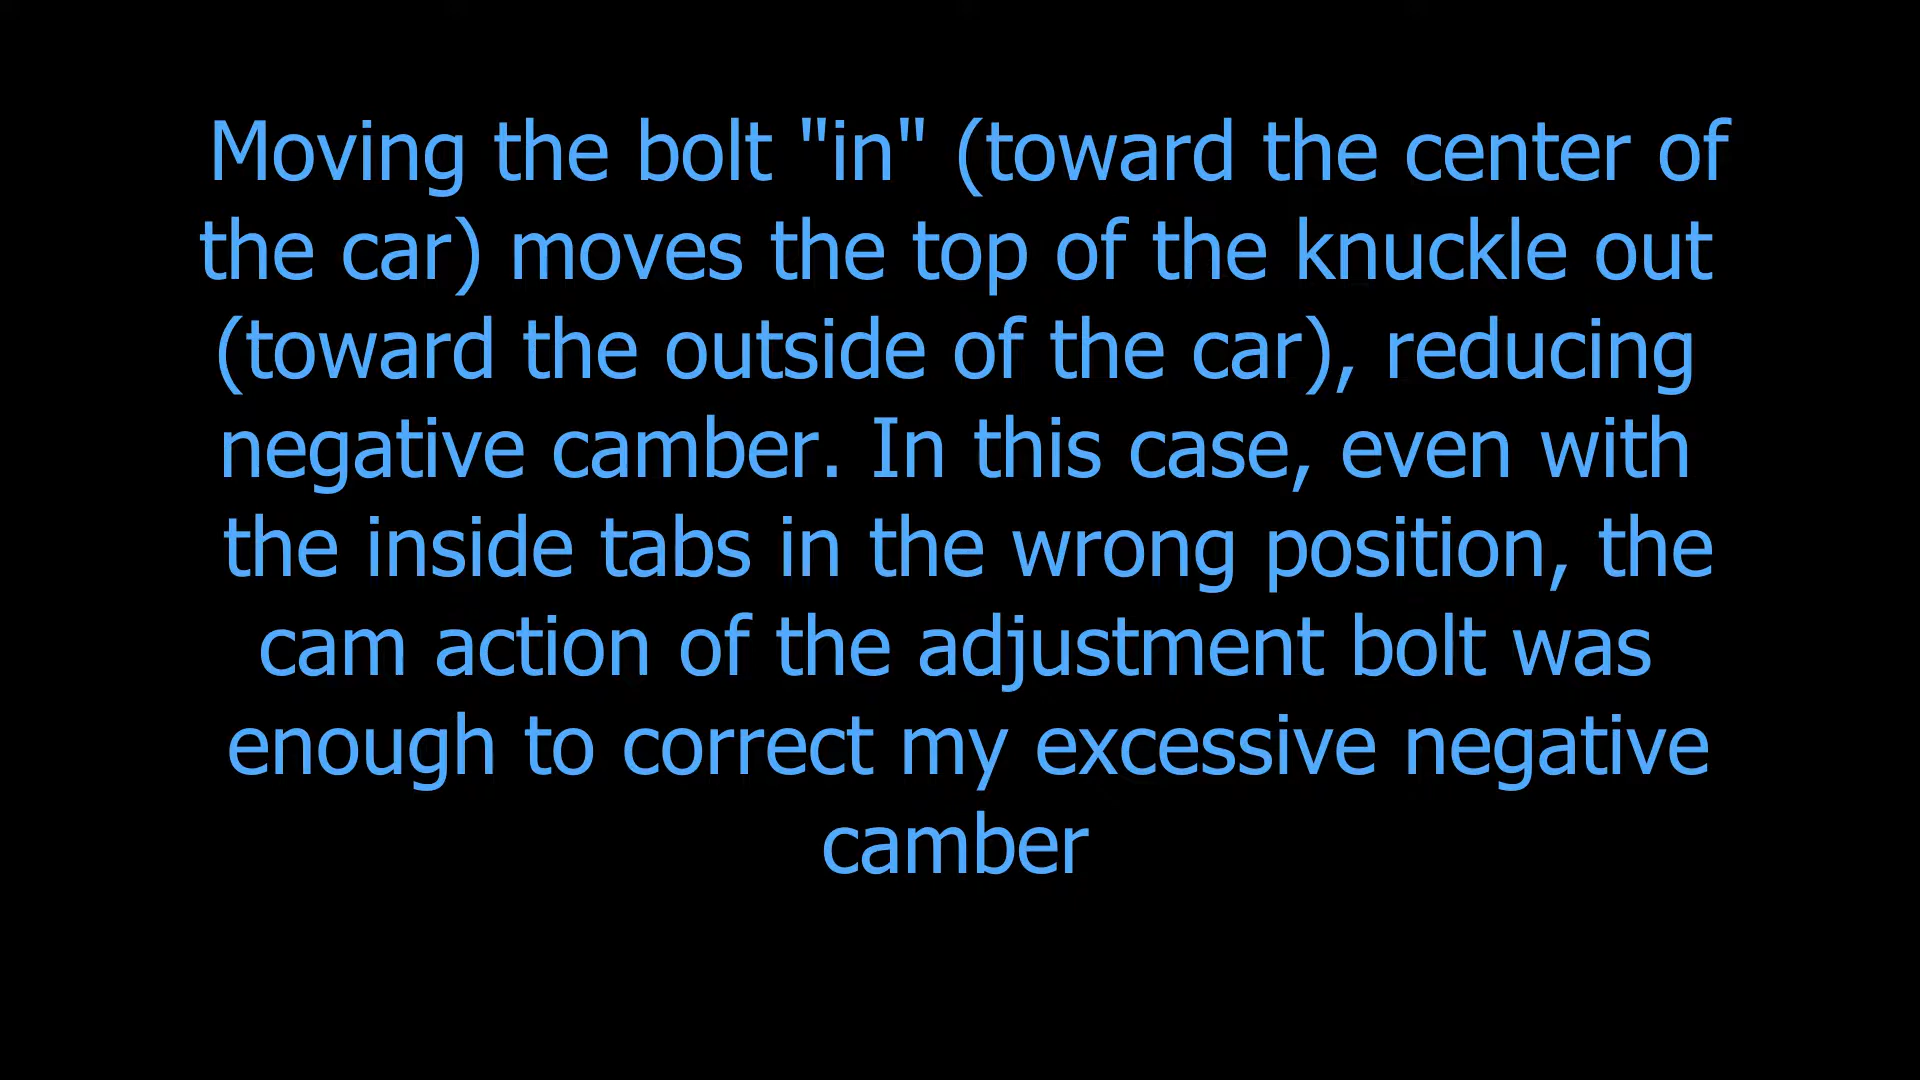 Moving the bolt "in" (toward the center of
the car) moves the top of the knuckle out
(toward the outside of the car), reducing
negative camber. In this case, even with
the inside tabs in the wrong position, the
cam action of the adjustment bolt was
enough to correct my excessive negative
camber